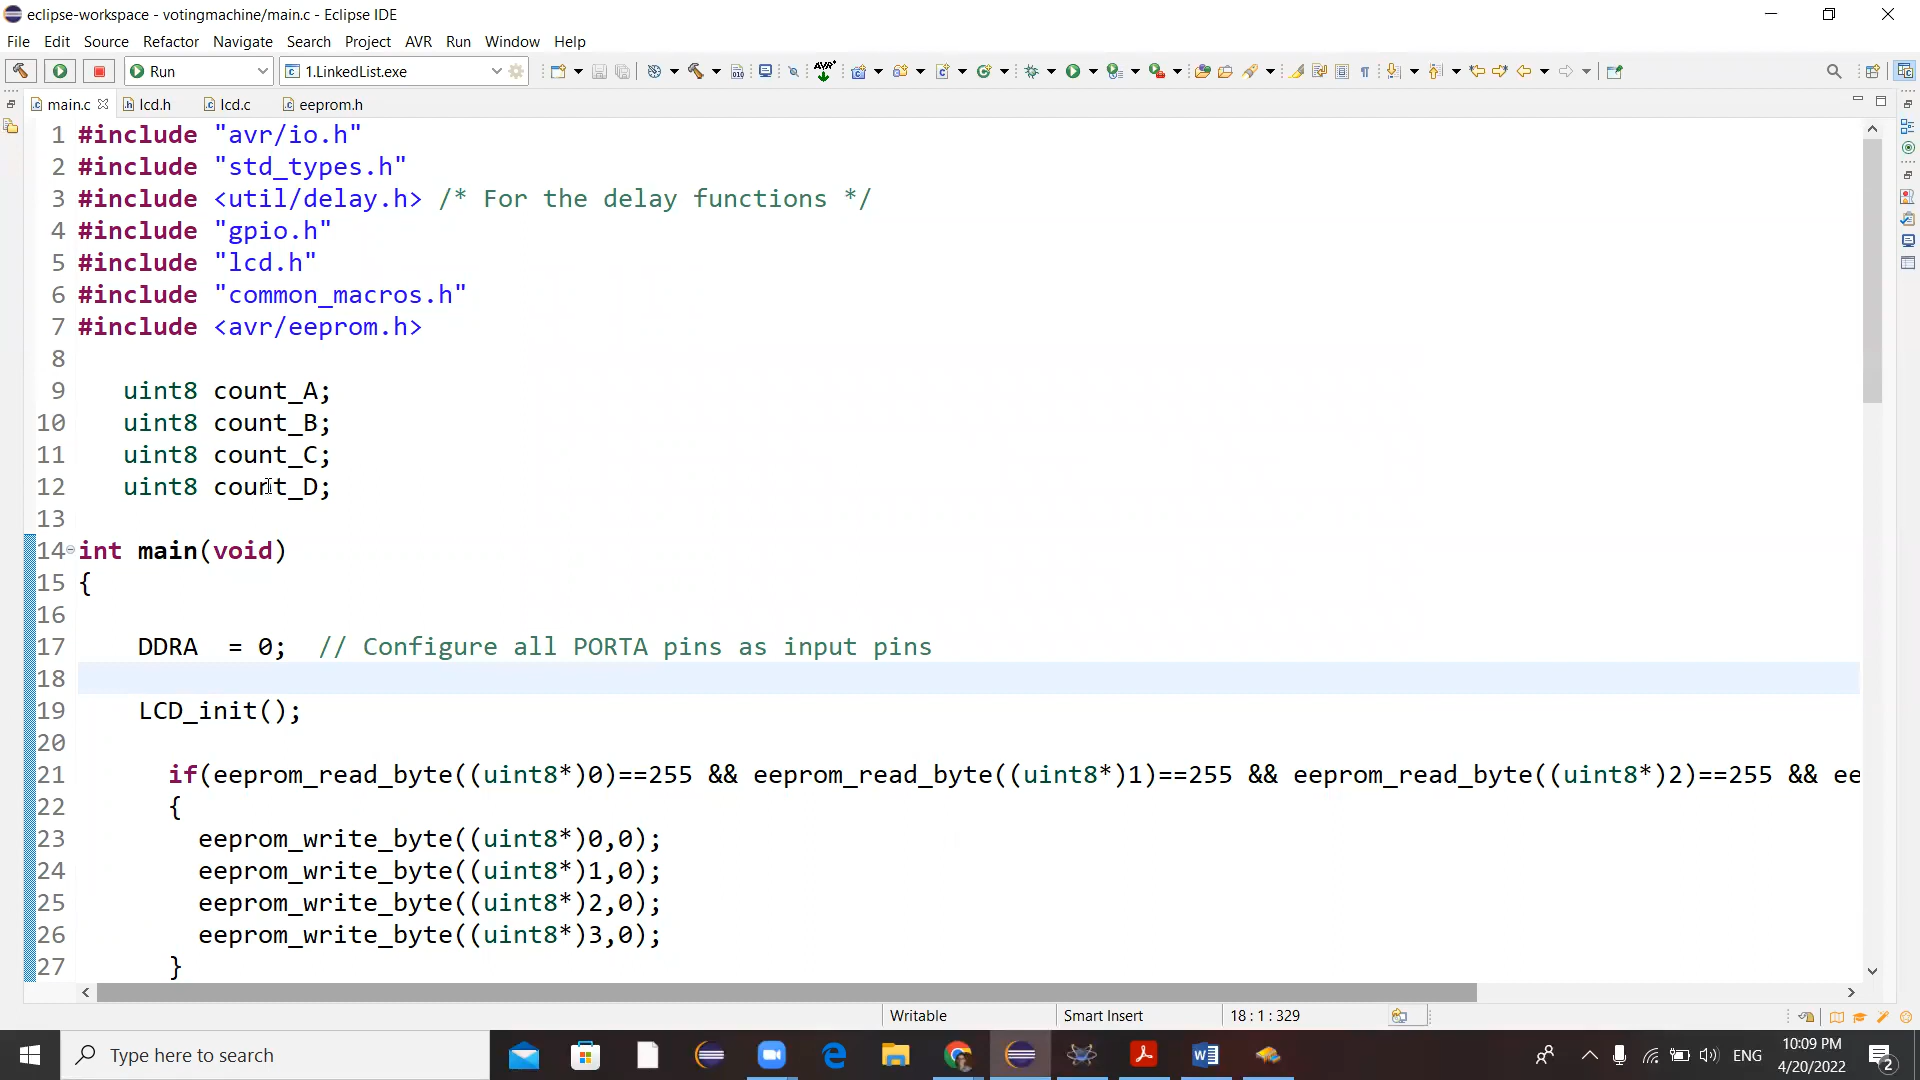 eclipse-workspace - votingmachine/main.c - Eclipse IDE
File Edit Source Refactor Navigate Search Project AVR Run Window Help
Run 1.LinkedList.exe
main.c lcd.h lcd.c eeprom.h
1 #include "avr/io.h"
2 #include "std_types.h"
3 #include <util/delay.h> /* For the delay functions */
4 #include "gpio.h"
5 #include "lcd.h"
6 #include "common_macros.h"
7 #include <avr/eeprom.h>
8
9 uint8 count_A;
10 uint8 count_B;
11 uint8 count_C;
12 uint8 count_D;
13
14 int main(void)
15 {
16
17 DDRA = 0; // Configure all PORTA pins as input pins
18
19 LCD_init();
20
21 if(eeprom_read_byte((uint8*)0)==255 && eeprom_read_byte((uint8*)1)==255 && eeprom_read_byte((uint8*)2)==255 && ee
22 {
23 eeprom_write_byte((uint8*)0,0);
24 eeprom_write_byte((uint8*)1,0);
25 eeprom_write_byte((uint8*)2,0);
26 eeprom_write_byte((uint8*)3,0);
27 }
Writable Smart Insert 18 : 1 : 329
Type here to search
ENG
10:09 PM
4/20/2022
2